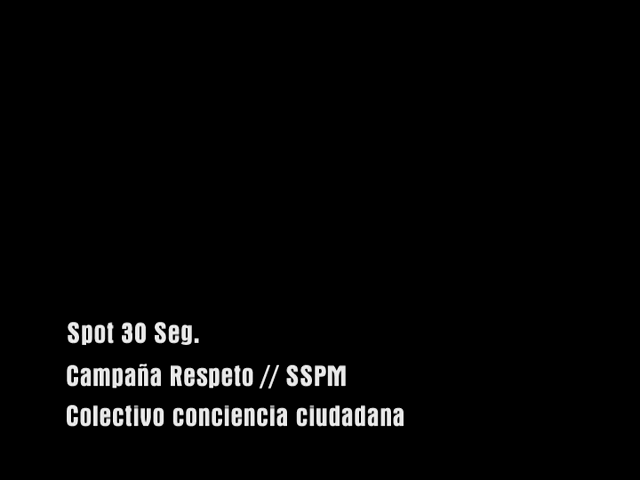 Spot 30 Seg.
Campaña Respeto // SSPM
Colectivo conciencia ciudadana